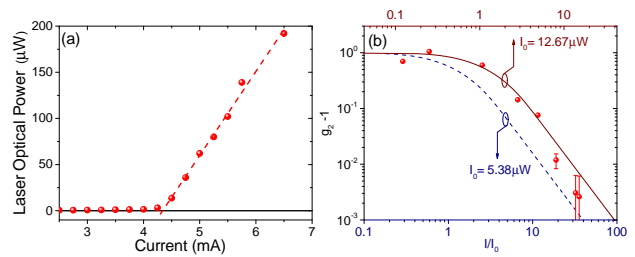 (a)
Laser Optical Power (μW)
200
150
100
50
0
3
4
5
6
7
Current (mA)
0.1
1
10
(b)
I₀= 12.67μW
I₀= 5.38μW
g₂ -1
10⁰
10⁻¹
10⁻²
10⁻³
0.1
1
10
100
I/I₀